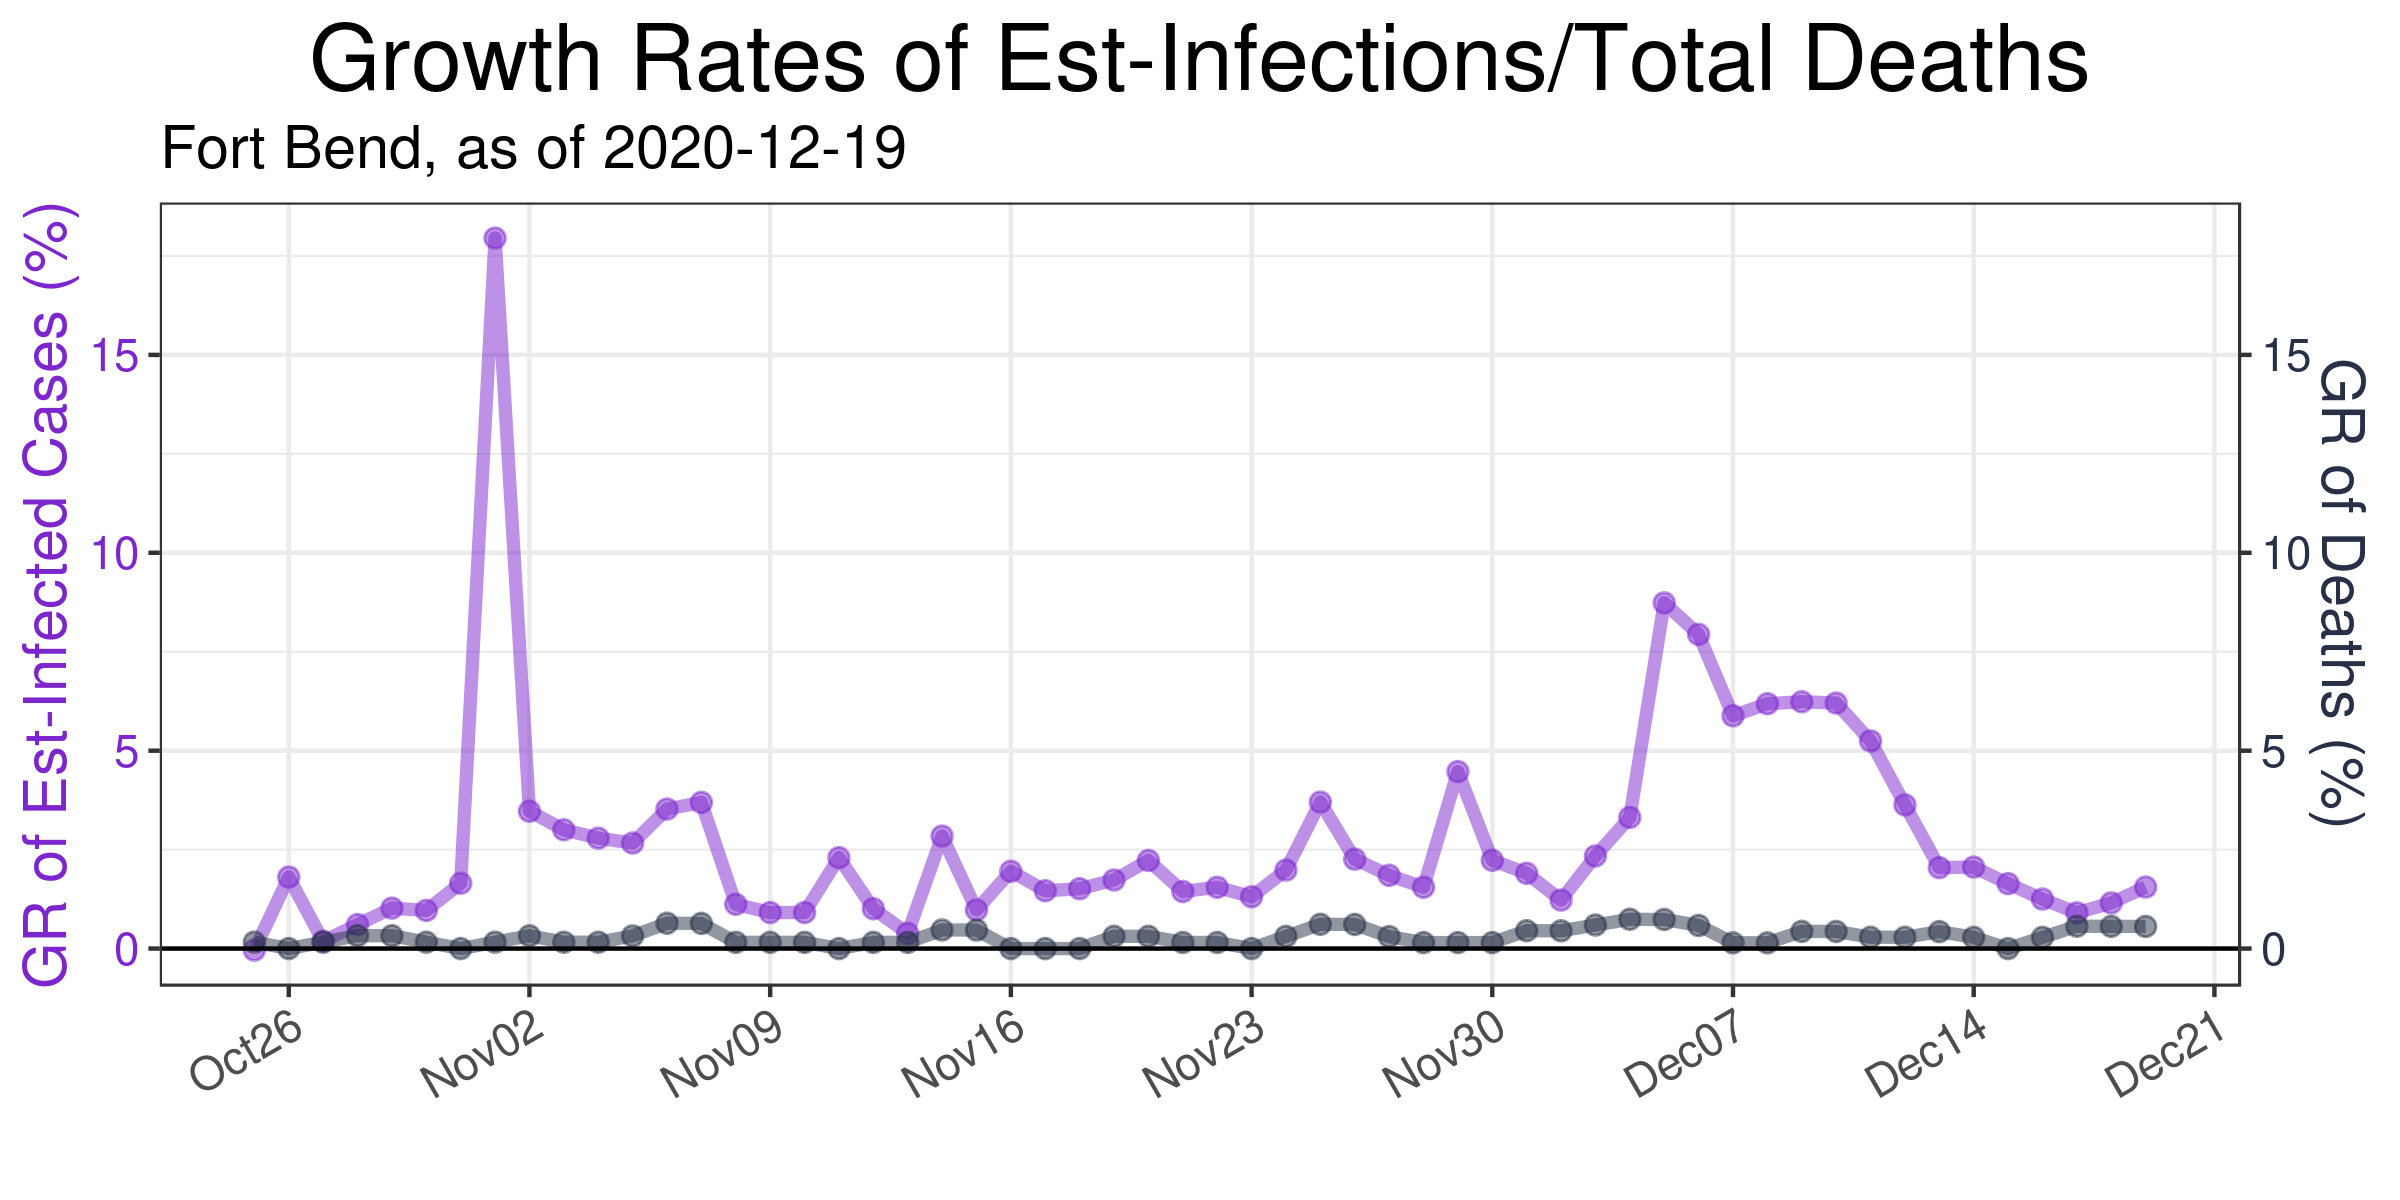 Growth Rates of Est-Infections/Total Deaths
Fort Bend, as of 2020-12-19
GR of Est-Infected Cases (%)
15
10
5
0
15
10
5
0
GR of Deaths (%)
Oct26
Nov02
Nov09
Nov16
Nov23
Nov30
Dec07
Dec14
Dec21